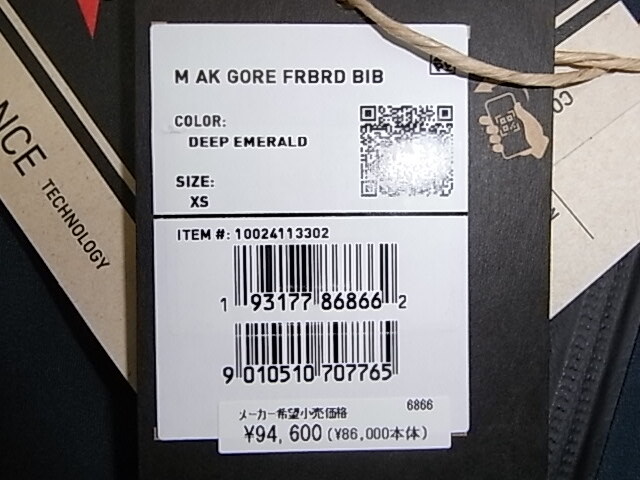 M AK GORE FRBRD BIB
COLOR:
DEEP EMERALD
SIZE:
XS
ITEM #: 10024113302
1 93177 86866 2
9 010510 707765
メーカー希望小売価格 6866
¥94,600(¥86,000本体)
NCE
TECHNOLOGY
CO